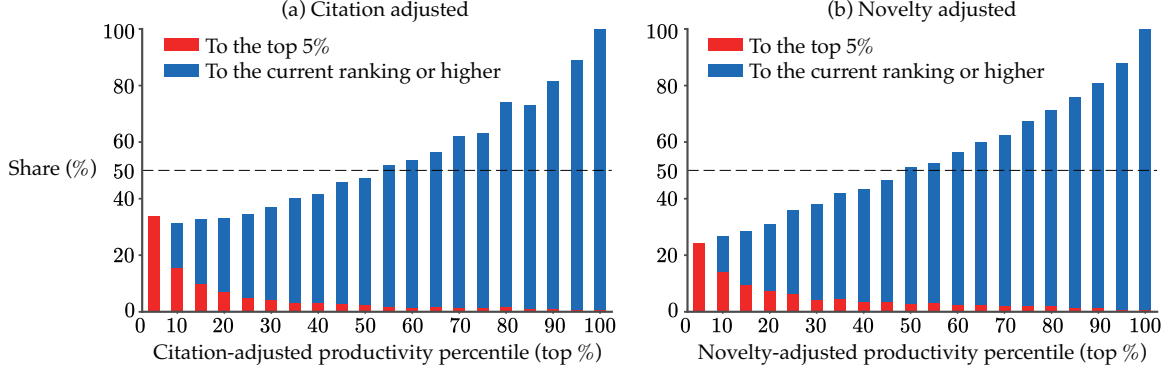 (a) Citation adjusted
100
80
60
50
40
20
0
Share (%)
To the top 5%
To the current ranking or higher
0 10 20 30 40 50 60 70 80 90 100
Citation-adjusted productivity percentile (top %)
(b) Novelty adjusted
100
80
60
50
40
20
0
To the top 5%
To the current ranking or higher
0 10 20 30 40 50 60 70 80 90 100
Novelty-adjusted productivity percentile (top %)